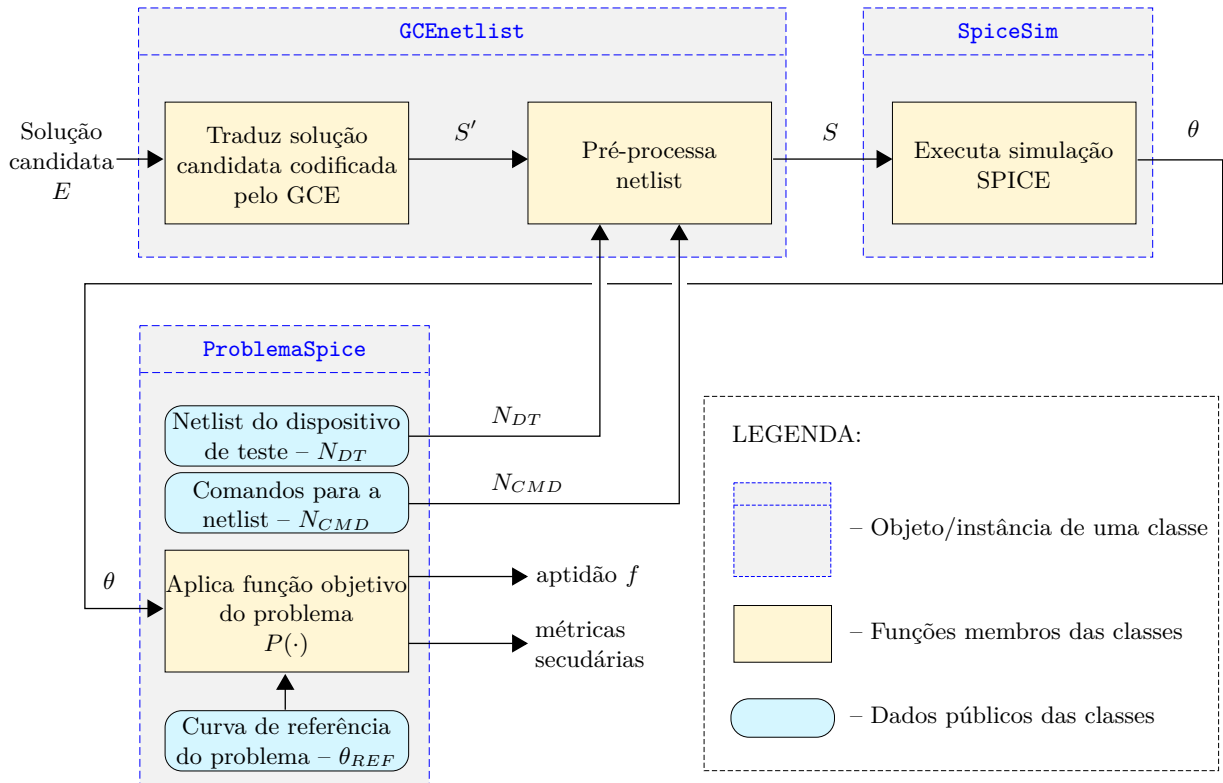 GCEnetlist
SpiceSim
Solução
candidata
E
Traduz solução
candidata codificada
pelo GCE
S′
Pré-processa
netlist
S
Executa simulação
SPICE
θ
ProblemaSpice
Netlist do dispositivo
de teste – N_DT
N_DT
Comandos para a
netlist – N_CMD
N_CMD
θ
Aplica função objetivo
do problema
P(·)
aptidão f
métricas
secudárias
Curva de referência
do problema – θ_REF
LEGENDA:
– Objeto/instância de uma classe
– Funções membros das classes
– Dados públicos das classes